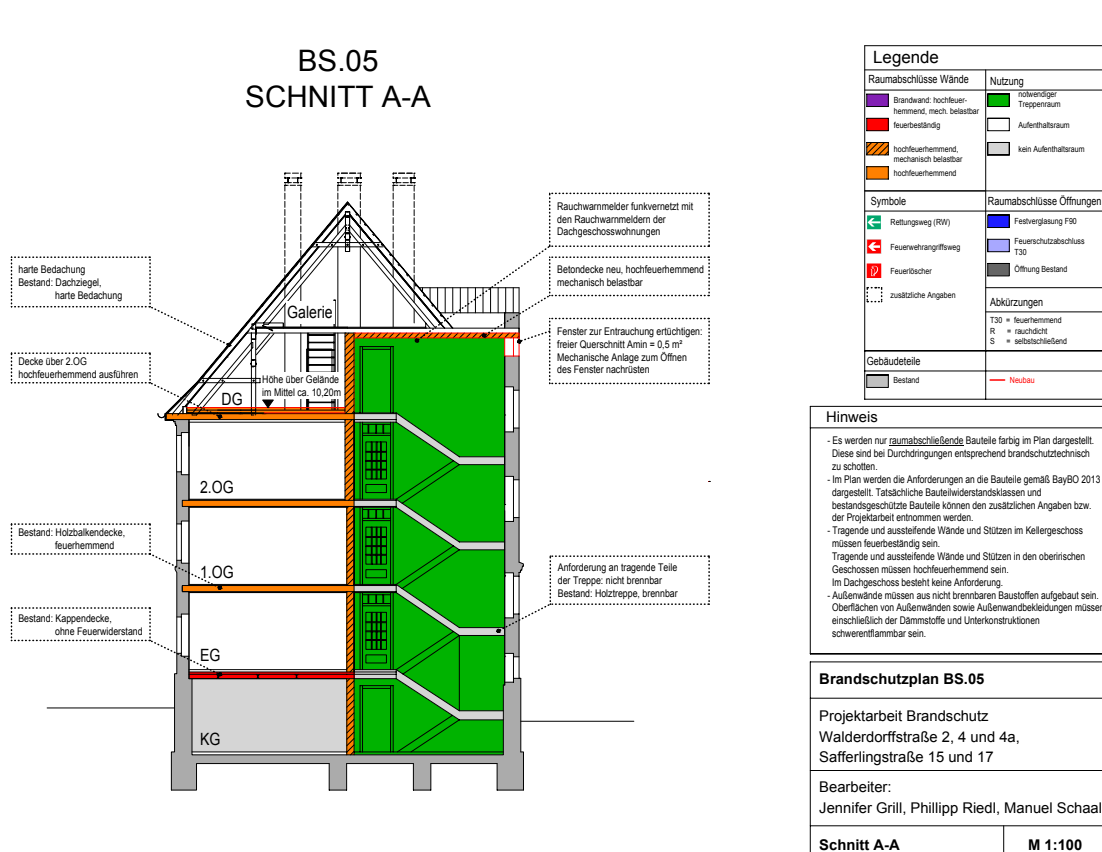 BS.05
SCHNITT A-A
harte Bedachung
Bestand: Dachziegel,
harte Bedachung
Decke über 2.OG
hochfeuerhemmend ausführen
Bestand: Holzbalkendecke,
feuerhemmend
Bestand: Kappendecke,
ohne Feuerwiderstand
Galerie
Höhe über Gelände
im Mittel ca. 10,20m
DG
2.OG
1.OG
EG
KG
Rauchwarnmelder funkvernetzt mit
den Rauchwarnmeldern der
Dachgeschosswohnungen
Betondecke neu, hochfeuerhemmend
mechanisch belastbar
Fenster zur Entrauchung ertüchtigen:
freier Querschnitt Amin = 0,5 m²
Mechanische Anlage zum Öffnen
des Fenster nachrüsten
Anforderung an tragende Teile
der Treppe: nicht brennbar
Bestand: Holztreppe, brennbar
Legende
Raumabschlüsse Wände
Brandwand: hochfeuer-
hemmend, mech. belastbar
feuerbeständig
hochfeuerhemmend,
mechanisch belastbar
hochfeuerhemmend
Nutzung
notwendiger
Treppenraum
Aufenthaltsraum
kein Aufenthaltsraum
Symbole
Rettungsweg (RW)
Feuerwehrangriffsweg
Feuerlöscher
zusätzliche Angaben
Raumabschlüsse Öffnungen
Festverglasung F90
Feuerschutzabschluss
T30
Öffnung Bestand
Abkürzungen
T30 = feuerhemmend
R = rauchdicht
S = selbstschließend
Gebäudeteile
Bestand
Neubau
Hinweis
- Es werden nur raumabschließende Bauteile farbig im Plan dargestellt.
Diese sind bei Durchdringungen entsprechend brandschutztechnisch
zu schotten.
- Im Plan werden die Anforderungen an die Bauteile gemäß BayBO 2013
dargestellt. Tatsächliche Bauteilwiderstandsklassen und
bestandsgeschützte Bauteile können den zusätzlichen Angaben bzw.
der Projektarbeit entnommen werden.
- Tragende und aussteifende Wände und Stützen im Kellergeschoss
müssen feuerbeständig sein.
Tragende und aussteifende Wände und Stützen in den oberirischen
Geschossen müssen hochfeuerhemmend sein.
Im Dachgeschoss besteht keine Anforderung.
- Außenwände müssen aus nicht brennbaren Baustoffen aufgebaut sein.
Oberflächen von Außenwänden sowie Außenwandbekleidungen müssen
einschließlich der Dämmstoffe und Unterkonstruktionen
schwerentflammbar sein.
Brandschutzplan BS.05
Projektarbeit Brandschutz
Walderdorffstraße 2, 4 und 4a,
Safferlingstraße 15 und 17
Bearbeiter:
Jennifer Grill, Phillipp Riedl, Manuel Schaal
Schnitt A-A
M 1:100